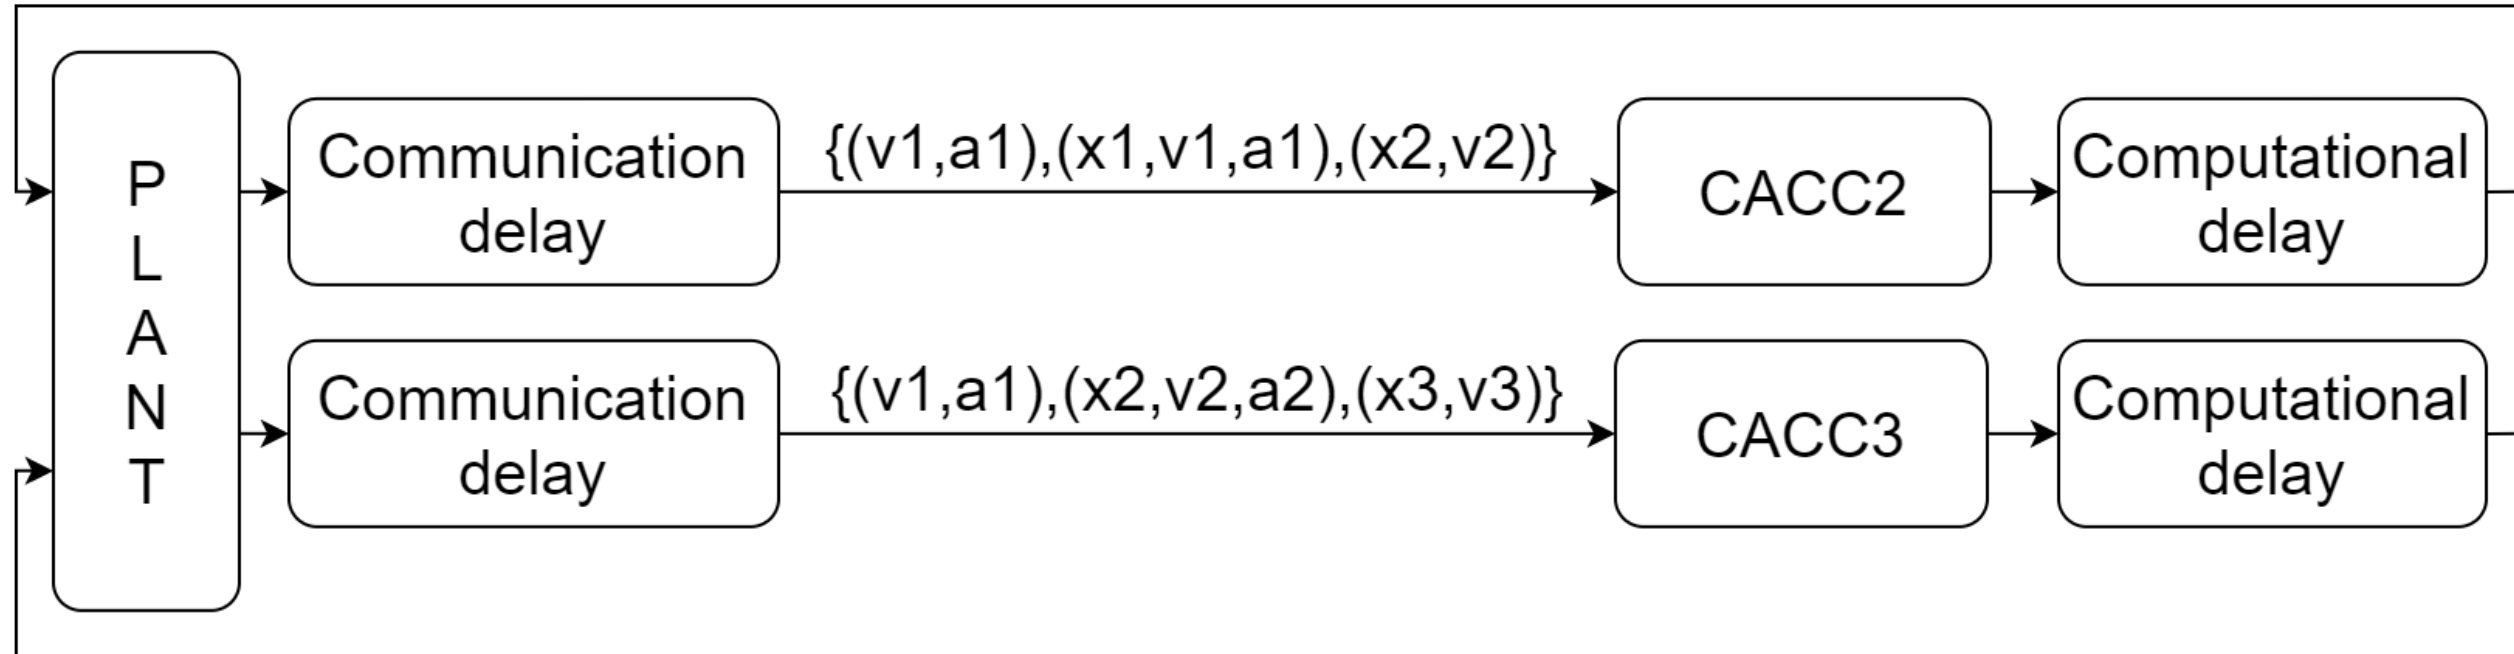 P
L
A
N
T
Communication
delay
{(v1,a1),(x1,v1,a1),(x2,v2)}
CACC2
Computational
delay
Communication
delay
{(v1,a1),(x2,v2,a2),(x3,v3)}
CACC3
Computational
delay